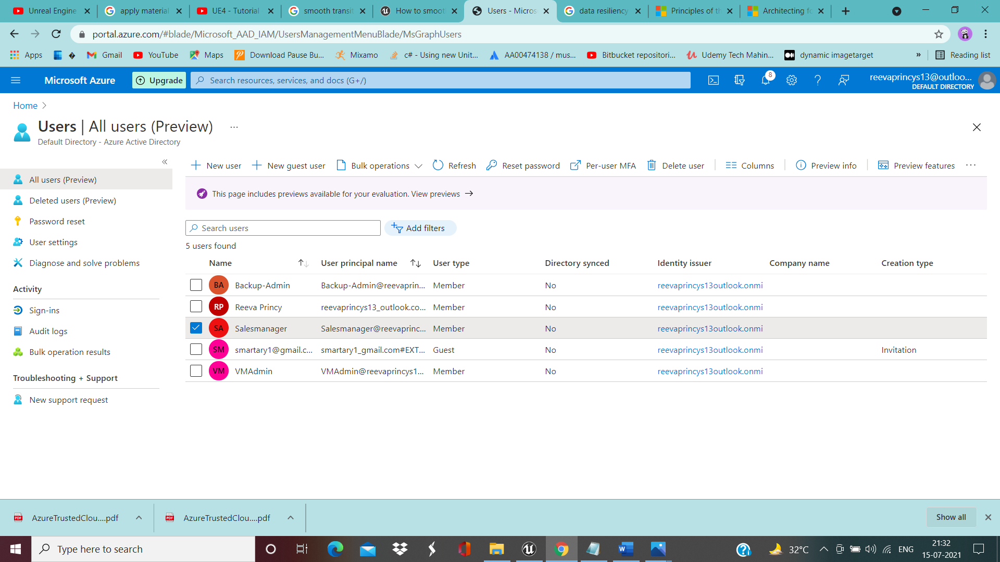 Unreal Engine
apply material
UE4 - Tutorial
smooth transit
How to smoot
Users - Micros
data resiliency
Principles of th
Architecting fo
portal.azure.com/#blade/Microsoft_AAD_IAM/UsersManagementMenuBlade/MsGraphUsers
Apps
Gmail
YouTube
Maps
Download Pause Bu...
Mixamo
c# - Using new Unit...
AA00474138 / mus...
Bitbucket repositori...
Udemy Tech Mahin...
dynamic imagetarget
»
Reading list
Microsoft Azure
Upgrade
Search resources, services, and docs (G+/)
8
reevaprincys13@outloo...
DEFAULT DIRECTORY
Home
Users | All users (Preview)
...
Default Directory - Azure Active Directory
«
All users (Preview)
Deleted users (Preview)
Password reset
User settings
Diagnose and solve problems
Activity
Sign-ins
Audit logs
Bulk operation results
Troubleshooting + Support
New support request
New user
New guest user
Bulk operations
Refresh
Reset password
Per-user MFA
Delete user
Columns
Preview info
Preview features
...
This page includes previews available for your evaluation. View previews →
Search users
Add filters
5 users found
Name User principal name User type Directory synced Identity issuer Company name Creation type
BA Backup-Admin Backup-Admin@reevaprin... Member No reevaprincys13outlook.onmi
RP Reeva Princy reevaprincys13_outlook.co... Member No reevaprincys13outlook.onmi
SA Salesmanager Salesmanager@reevaprinc... Member No reevaprincys13outlook.onmi
SM smartary1@gmail.c... smartary1_gmail.com#EXT... Guest No reevaprincys13outlook.onmi Invitation
VM VMAdmin VMAdmin@reevaprincys1... Member No reevaprincys13outlook.onmi
PDF AzureTrustedClou....pdf
PDF AzureTrustedClou....pdf
Show all
Type here to search
32°C
ENG
21:32
15-07-2021